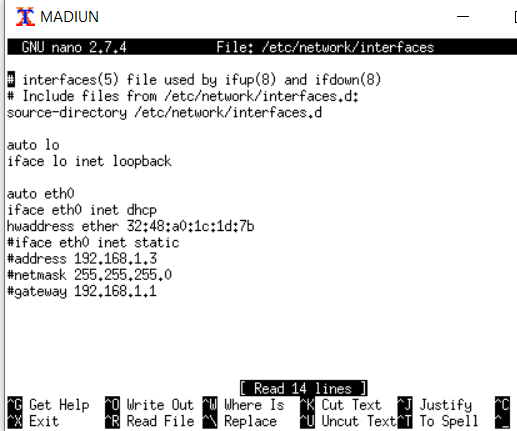 MADIUN
GNU nano 2.7.4 File: /etc/network/interfaces
# interfaces(5) file used by ifup(8) and ifdown(8)
# Include files from /etc/network/interfaces.d:
source-directory /etc/network/interfaces.d
auto lo
iface lo inet loopback
auto eth0
iface eth0 inet dhcp
hwaddress ether 32:48:a0:1c:1d:7b
#iface eth0 inet static
#address 192.168.1.3
#netmask 255.255.255.0
#gateway 192.168.1.1
[ Read 14 lines ]
^G Get Help ^O Write Out ^W Where Is ^K Cut Text ^J Justify ^C
^X Exit ^R Read File ^\ Replace ^U Uncut Text ^T To Spell ^_